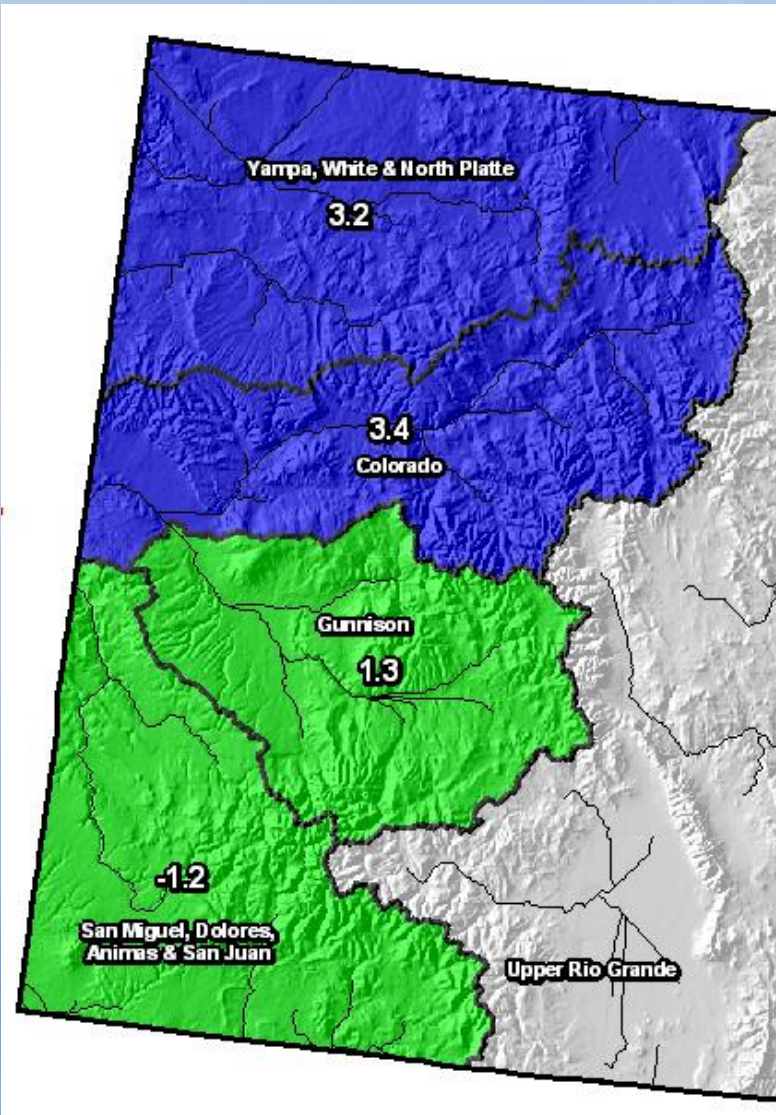 Yampa, White & North Platte
3.2
3.4
Colorado
Gunnison
1.3
-1.2
San Miguel, Dolores,
Animas & San Juan
Upper Rio Grande